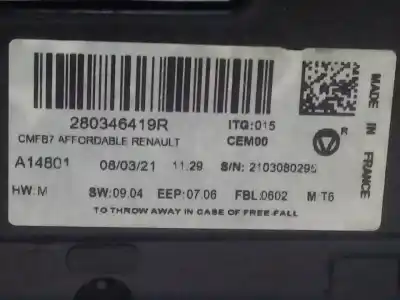 280346419R ITG:015
CMFB7 AFFORDABLE RENAULT CEM00
A14801 08/03/21 11:29 S/N: 2103080295
HW:M SW:09.04 EEP:07.06 FBL:0602 M T6
TO THROW AWAY IN CASE OF FREE-FALL
R
MADE IN FRANCE